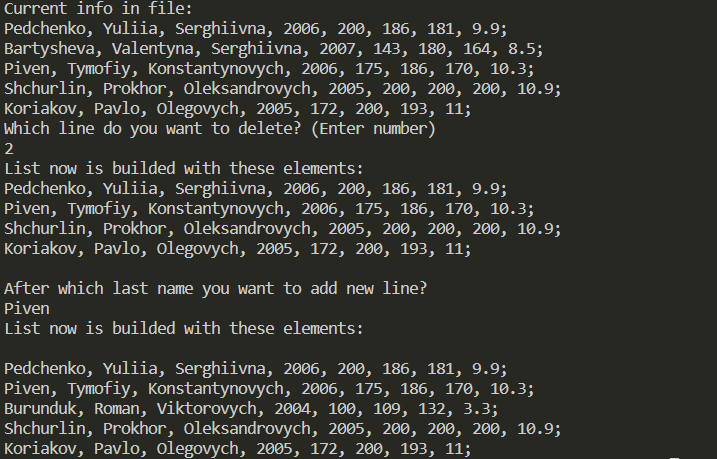 Current info in file:
Pedchenko, Yuliia, Serghiivna, 2006, 200, 186, 181, 9.9;
Bartysheva, Valentyna, Serghiivna, 2007, 143, 180, 164, 8.5;
Piven, Tymofiy, Konstantynovych, 2006, 175, 186, 170, 10.3;
Shchurlin, Prokhor, Oleksandrovych, 2005, 200, 200, 200, 10.9;
Koriakov, Pavlo, Olegovych, 2005, 172, 200, 193, 11;
Which line do you want to delete? (Enter number)
2
List now is builded with these elements:
Pedchenko, Yuliia, Serghiivna, 2006, 200, 186, 181, 9.9;
Piven, Tymofiy, Konstantynovych, 2006, 175, 186, 170, 10.3;
Shchurlin, Prokhor, Oleksandrovych, 2005, 200, 200, 200, 10.9;
Koriakov, Pavlo, Olegovych, 2005, 172, 200, 193, 11;
After which last name you want to add new line?
Piven
List now is builded with these elements:
Pedchenko, Yuliia, Serghiivna, 2006, 200, 186, 181, 9.9;
Piven, Tymofiy, Konstantynovych, 2006, 175, 186, 170, 10.3;
Burunduk, Roman, Viktorovych, 2004, 100, 109, 132, 3.3;
Shchurlin, Prokhor, Oleksandrovych, 2005, 200, 200, 200, 10.9;
Koriakov, Pavlo, Olegovych, 2005, 172, 200, 193, 11;